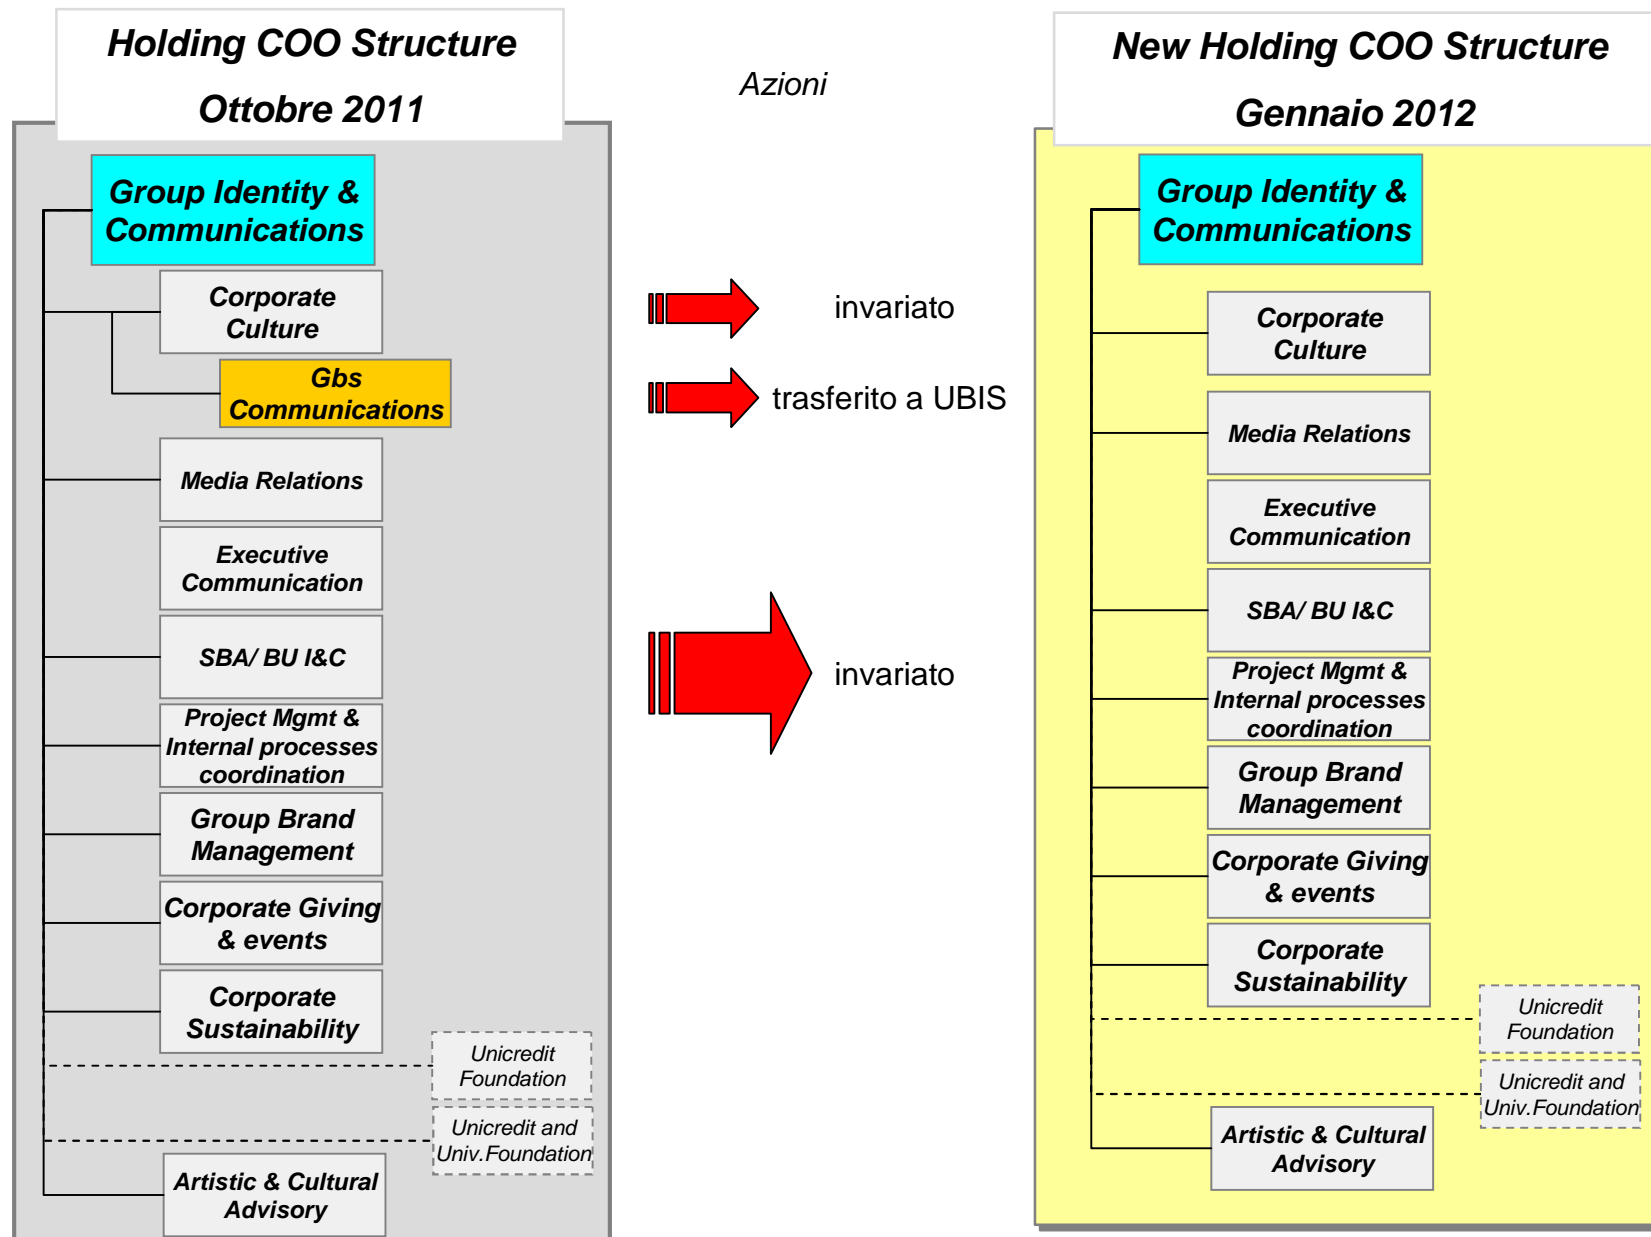 Holding COO Structure
Ottobre 2011
Group Identity &
Communications
Corporate
Culture
Gbs
Communications
Media Relations
Executive
Communication
SBA/ BU I&C
Project Mgmt &
Internal processes
coordination
Group Brand
Management
Corporate Giving
& events
Corporate
Sustainability
Unicredit
Foundation
Unicredit and
Univ.Foundation
Artistic & Cultural
Advisory
Azioni
invariato
trasferito a UBIS
invariato
New Holding COO Structure
Gennaio 2012
Group Identity &
Communications
Corporate
Culture
Media Relations
Executive
Communication
SBA/ BU I&C
Project Mgmt &
Internal processes
coordination
Group Brand
Management
Corporate Giving
& events
Corporate
Sustainability
Unicredit
Foundation
Unicredit and
Univ.Foundation
Artistic & Cultural
Advisory